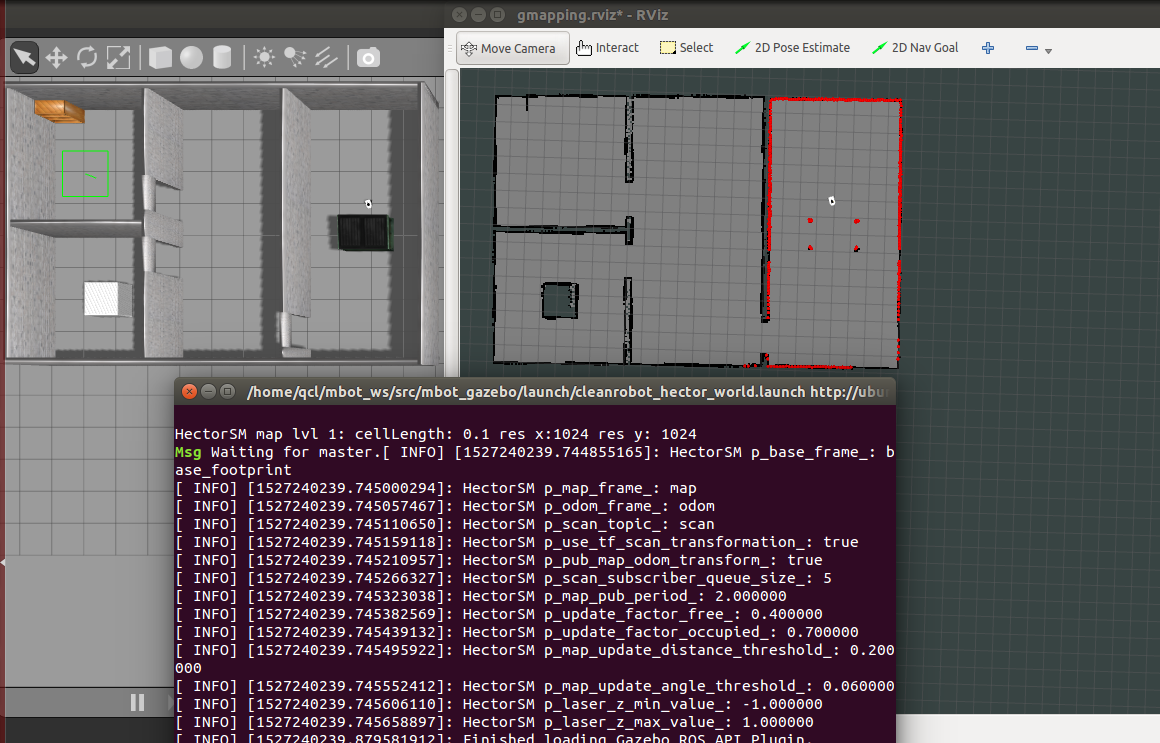 gmapping.rviz* - RViz
Move Camera Interact Select 2D Pose Estimate 2D Nav Goal
/home/qcl/mbot_ws/src/mbot_gazebo/launch/cleanrobot_hector_world.launch http://ubu
HectorSM map lvl 1: cellLength: 0.1 res x:1024 res y: 1024
Msg Waiting for master.[ INFO] [1527240239.744855165]: HectorSM p_base_frame_: b
ase_footprint
[ INFO] [1527240239.745000294]: HectorSM p_map_frame_: map
[ INFO] [1527240239.745057467]: HectorSM p_odom_frame_: odom
[ INFO] [1527240239.745110650]: HectorSM p_scan_topic_: scan
[ INFO] [1527240239.745159118]: HectorSM p_use_tf_scan_transformation_: true
[ INFO] [1527240239.745210957]: HectorSM p_pub_map_odom_transform_: true
[ INFO] [1527240239.745266327]: HectorSM p_scan_subscriber_queue_size_: 5
[ INFO] [1527240239.745323038]: HectorSM p_map_pub_period_: 2.000000
[ INFO] [1527240239.745382569]: HectorSM p_update_factor_free_: 0.400000
[ INFO] [1527240239.745439132]: HectorSM p_update_factor_occupied_: 0.700000
[ INFO] [1527240239.745495922]: HectorSM p_map_update_distance_threshold_: 0.200
000
[ INFO] [1527240239.745552412]: HectorSM p_map_update_angle_threshold_: 0.060000
[ INFO] [1527240239.745606110]: HectorSM p_laser_z_min_value_: -1.000000
[ INFO] [1527240239.745658897]: HectorSM p_laser_z_max_value_: 1.000000
[ INFO] [1527240239.879581912]: Finished loading Gazebo ROS API Plugin.